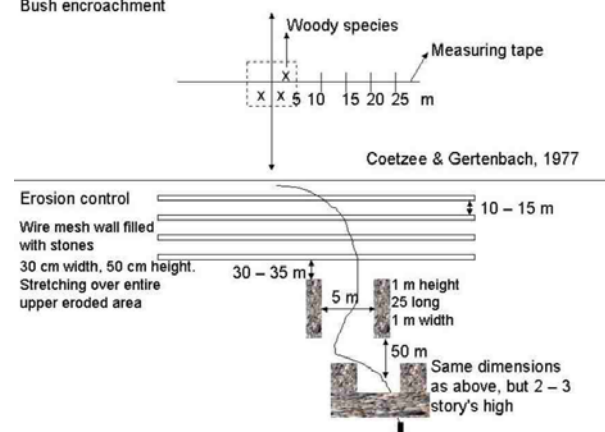 Bush encroachment
Woody species
Measuring tape
x
x x 5 10 15 20 25 m
Coetzee & Gertenbach, 1977
Erosion control
10 – 15 m
Wire mesh wall filled
with stones
30 cm width, 50 cm height.
Stretching over entire
upper eroded area
30 – 35 m
5 m
1 m height
25 long
1 m width
50 m
Same dimensions
as above, but 2 – 3
story's high